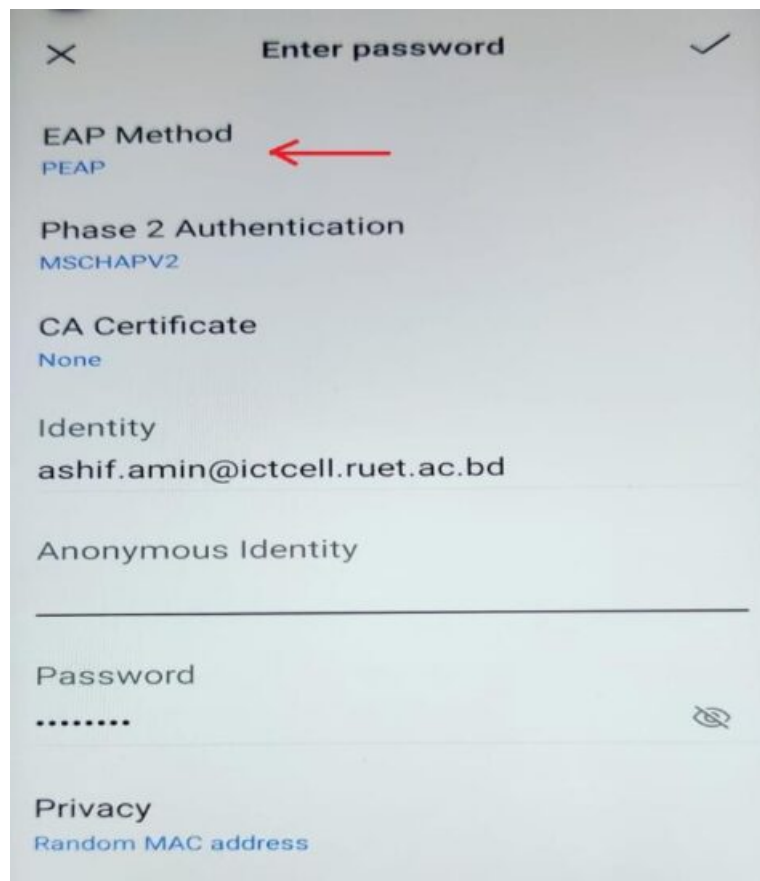 Enter password
EAP Method
PEAP
Phase 2 Authentication
MSCHAPV2
CA Certificate
None
Identity
ashif.amin@ictcell.ruet.ac.bd
Anonymous Identity
Password
••••••••
Privacy
Random MAC address